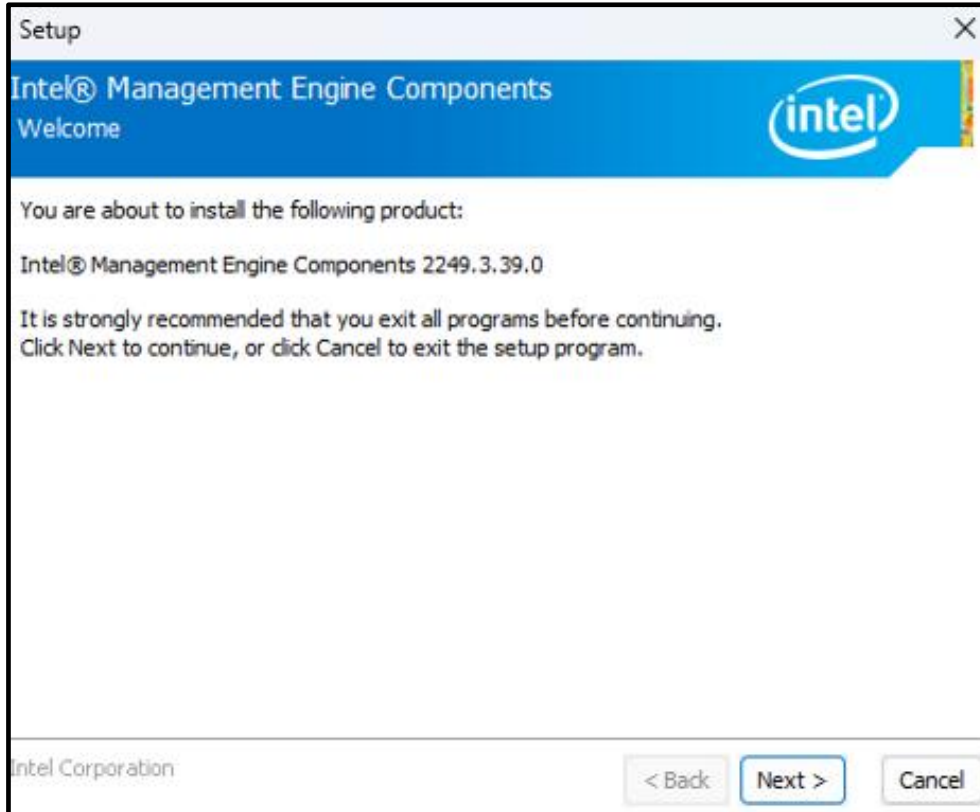 Setup
Intel® Management Engine Components
Welcome
intel
You are about to install the following product:
Intel® Management Engine Components 2249.3.39.0
It is strongly recommended that you exit all programs before continuing.
Click Next to continue, or click Cancel to exit the setup program.
Intel Corporation
< Back Next > Cancel